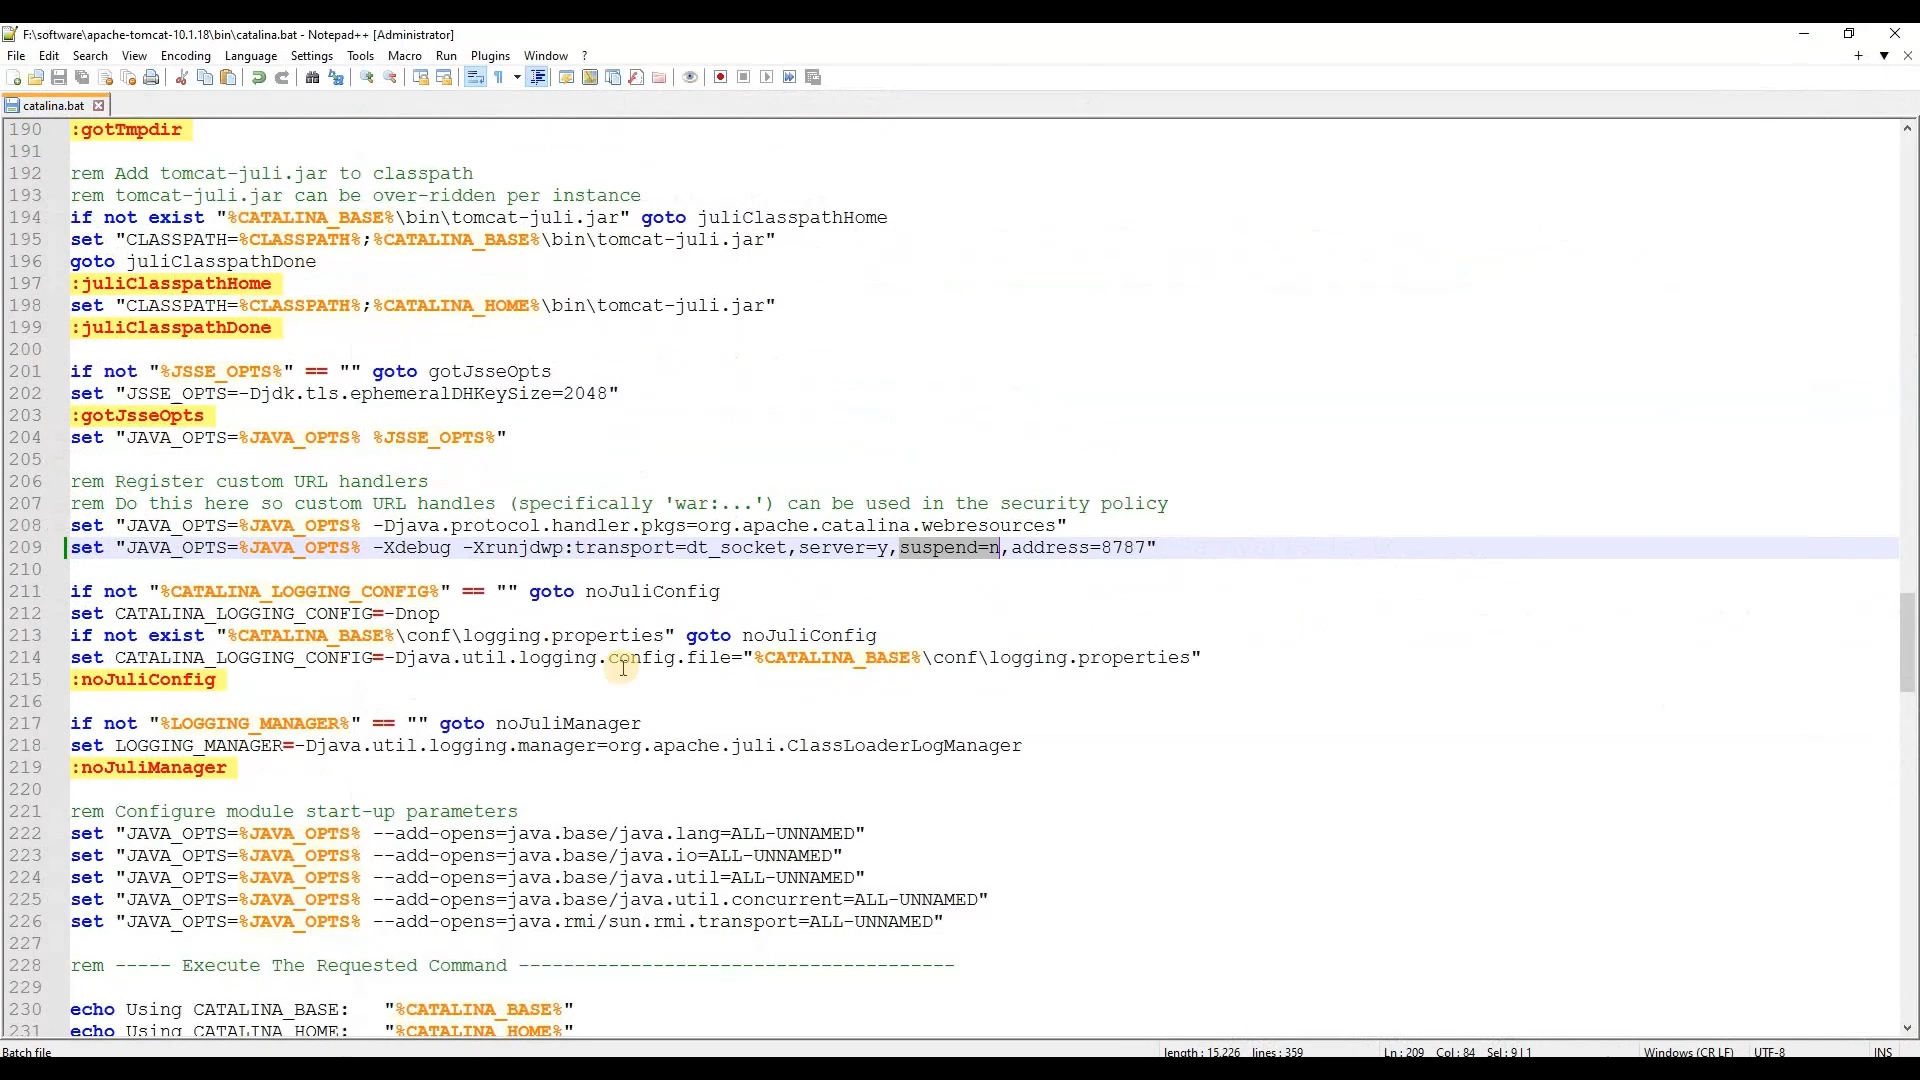 F:\software\apache-tomcat-10.1.18\bin\catalina.bat - Notepad++ [Administrator]
File Edit Search View Encoding Language Settings Tools Macro Run Plugins Window ?
catalina.bat
190 :gotTmpdir
191
192 rem Add tomcat-juli.jar to classpath
193 rem tomcat-juli.jar can be over-ridden per instance
194 if not exist "%CATALINA_BASE%\bin\tomcat-juli.jar" goto juliClasspathHome
195 set "CLASSPATH=%CLASSPATH%;%CATALINA_BASE%\bin\tomcat-juli.jar"
196 goto juliClasspathDone
197 :juliClasspathHome
198 set "CLASSPATH=%CLASSPATH%;%CATALINA_HOME%\bin\tomcat-juli.jar"
199 :juliClasspathDone
200
201 if not "%JSSE_OPTS%" == "" goto gotJsseOpts
202 set "JSSE_OPTS=-Djdk.tls.ephemeralDHKeySize=2048"
203 :gotJsseOpts
204 set "JAVA_OPTS=%JAVA_OPTS% %JSSE_OPTS%"
205
206 rem Register custom URL handlers
207 rem Do this here so custom URL handles (specifically 'war:...') can be used in the security policy
208 set "JAVA_OPTS=%JAVA_OPTS% -Djava.protocol.handler.pkgs=org.apache.catalina.webresources"
209 set "JAVA_OPTS=%JAVA_OPTS% -Xdebug -Xrunjdwp:transport=dt_socket,server=y,suspend=n,address=8787"
210
211 if not "%CATALINA_LOGGING_CONFIG%" == "" goto noJuliConfig
212 set CATALINA_LOGGING_CONFIG=-Dnop
213 if not exist "%CATALINA_BASE%\conf\logging.properties" goto noJuliConfig
214 set CATALINA_LOGGING_CONFIG=-Djava.util.logging.config.file="%CATALINA_BASE%\conf\logging.properties"
215 :noJuliConfig
216
217 if not "%LOGGING_MANAGER%" == "" goto noJuliManager
218 set LOGGING_MANAGER=-Djava.util.logging.manager=org.apache.juli.ClassLoaderLogManager
219 :noJuliManager
220
221 rem Configure module start-up parameters
222 set "JAVA_OPTS=%JAVA_OPTS% --add-opens=java.base/java.lang=ALL-UNNAMED"
223 set "JAVA_OPTS=%JAVA_OPTS% --add-opens=java.base/java.io=ALL-UNNAMED"
224 set "JAVA_OPTS=%JAVA_OPTS% --add-opens=java.base/java.util=ALL-UNNAMED"
225 set "JAVA_OPTS=%JAVA_OPTS% --add-opens=java.base/java.util.concurrent=ALL-UNNAMED"
226 set "JAVA_OPTS=%JAVA_OPTS% --add-opens=java.rmi/sun.rmi.transport=ALL-UNNAMED"
227
228 rem ----- Execute The Requested Command ---------------------------------------
229
230 echo Using CATALINA_BASE:   "%CATALINA_BASE%"
231 echo Using CATALINA_HOME:   "%CATALINA_HOME%"
Batch file length : 15,226 lines : 359 Ln : 209 Col : 84 Sel : 9 | 1 Windows (CR LF) UTF-8 INS